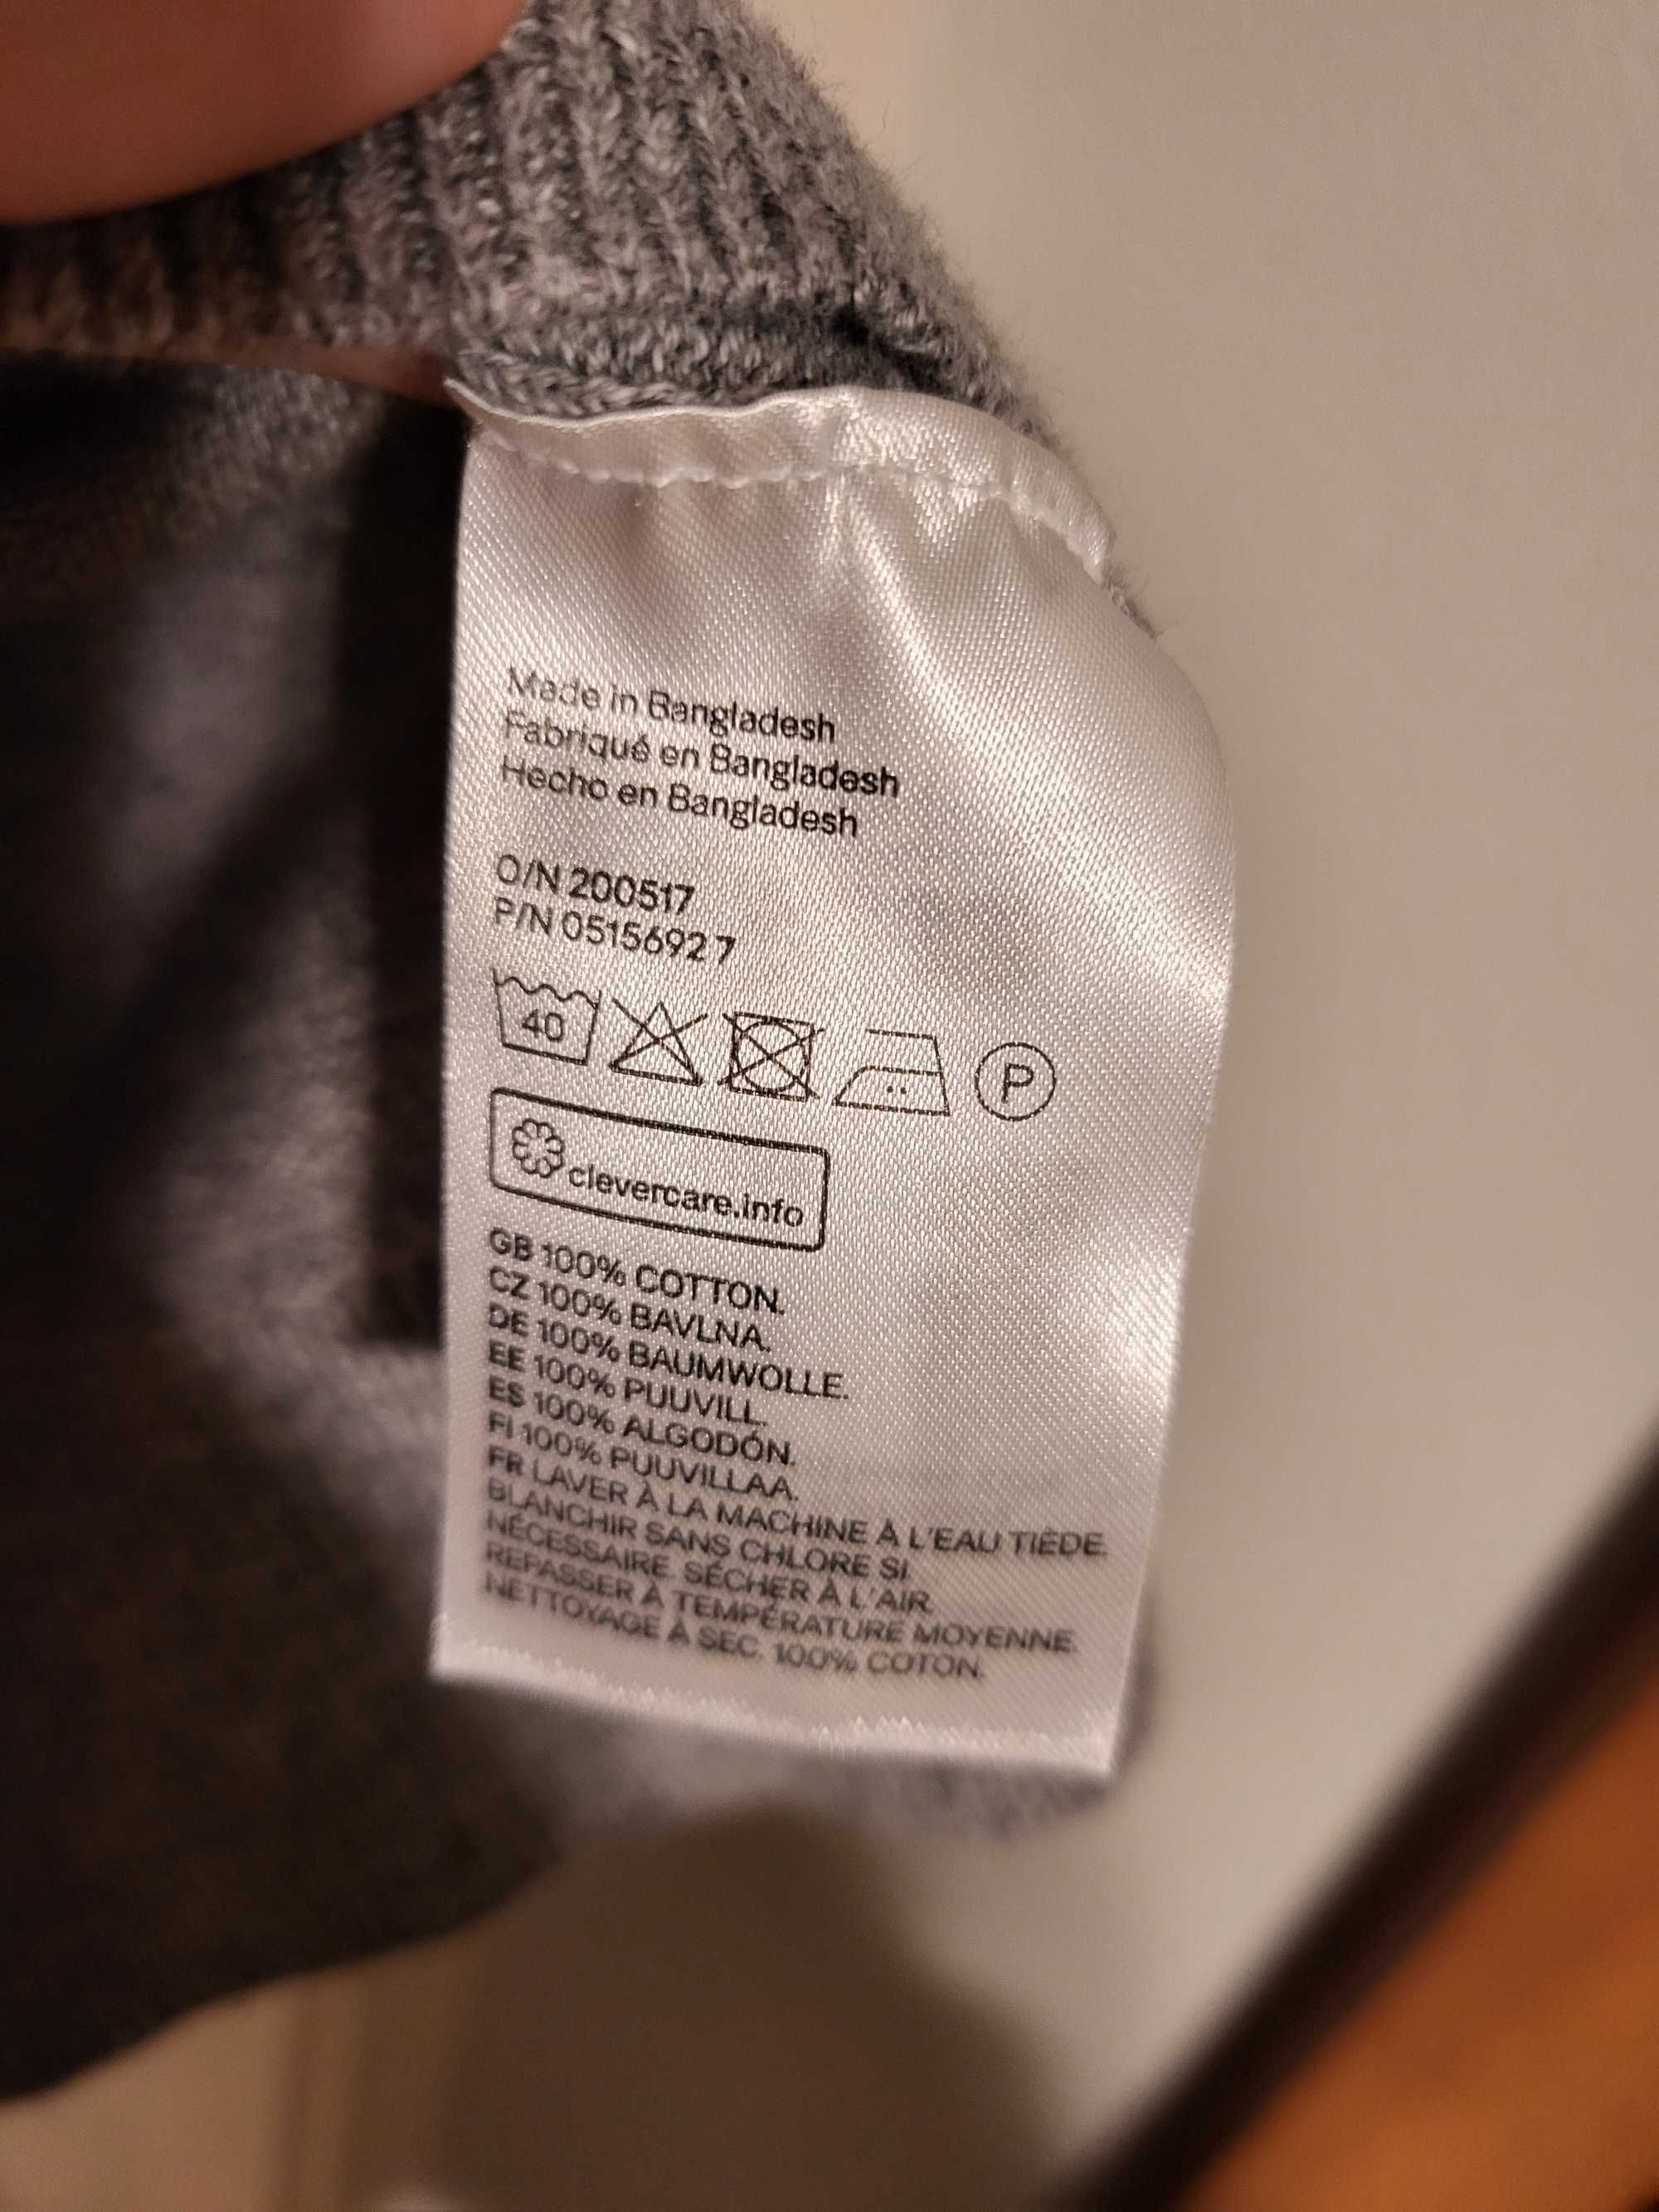 Made in Bangladesh
Fabriqué en Bangladesh
Hecho en Bangladesh
O/N 200517
P/N 05156927
40
P
clevercare.info
GB 100% COTTON.
CZ 100% BAVLNA.
DE 100% BAUMWOLLE.
EE 100% PUUVILL.
ES 100% ALGODÓN.
FI 100% PUUVILLAA.
FR LAVER À LA MACHINE À L'EAU TIÈDE.
BLANCHIR SANS CHLORE SI
NÉCESSAIRE. SÉCHER À L'AIR.
REPASSER À TEMPÉRATURE MOYENNE.
NETTOYAGE À SEC. 100% COTON.